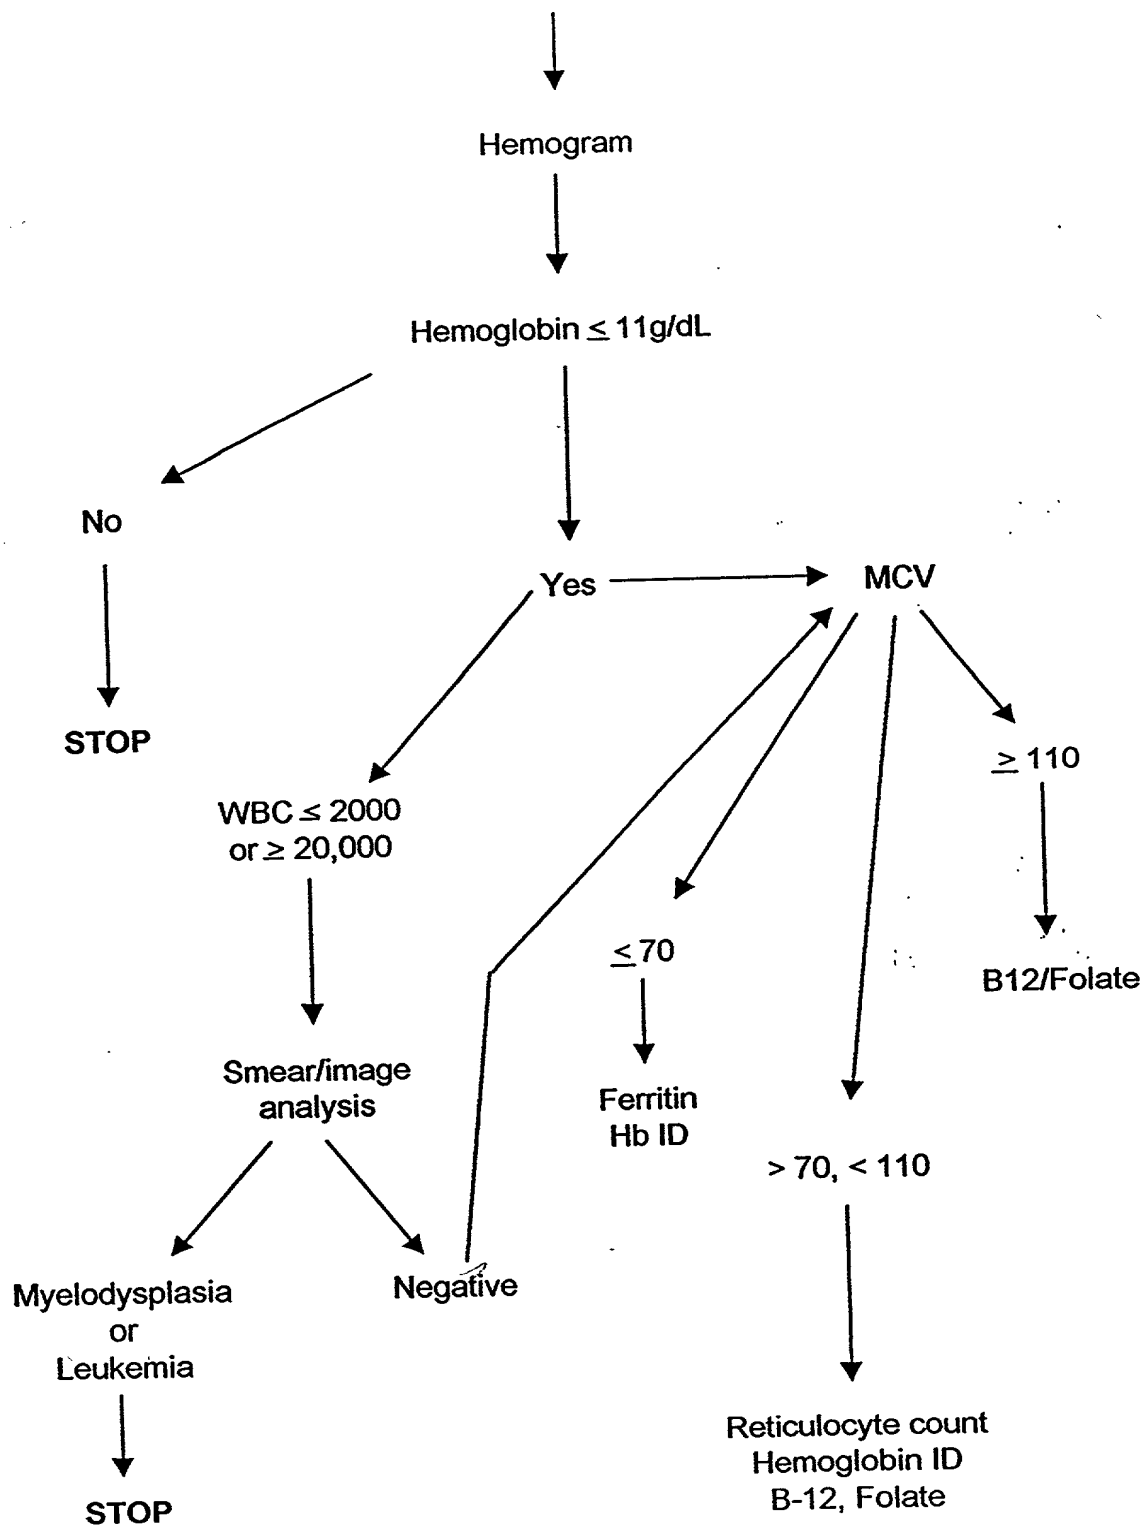 Hemogram
Hemoglobin ≤ 11g/dL
No
Yes
MCV
STOP
≥ 110
WBC ≤ 2000
or ≥ 20,000
≤ 70
B12/Folate
Smear/image
analysis
Ferritin
Hb ID
> 70, < 110
Negative
Myelodysplasia
or
Leukemia
Reticulocyte count
Hemoglobin ID
B-12, Folate
STOP